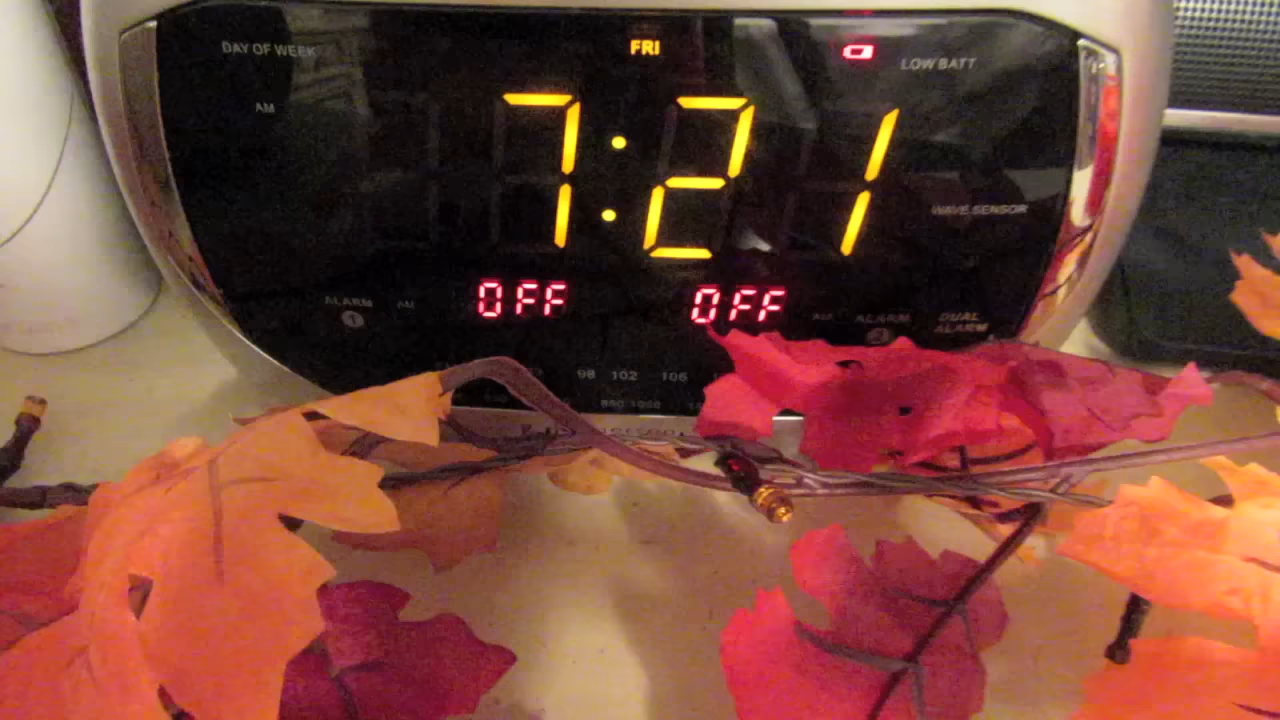 DAY OF WEEK FRI LOW BATT
AM
7:21
WAVE SENSOR
OFF OFF
ALARM AM ALARM DUAL ALARM
1
98 102 106